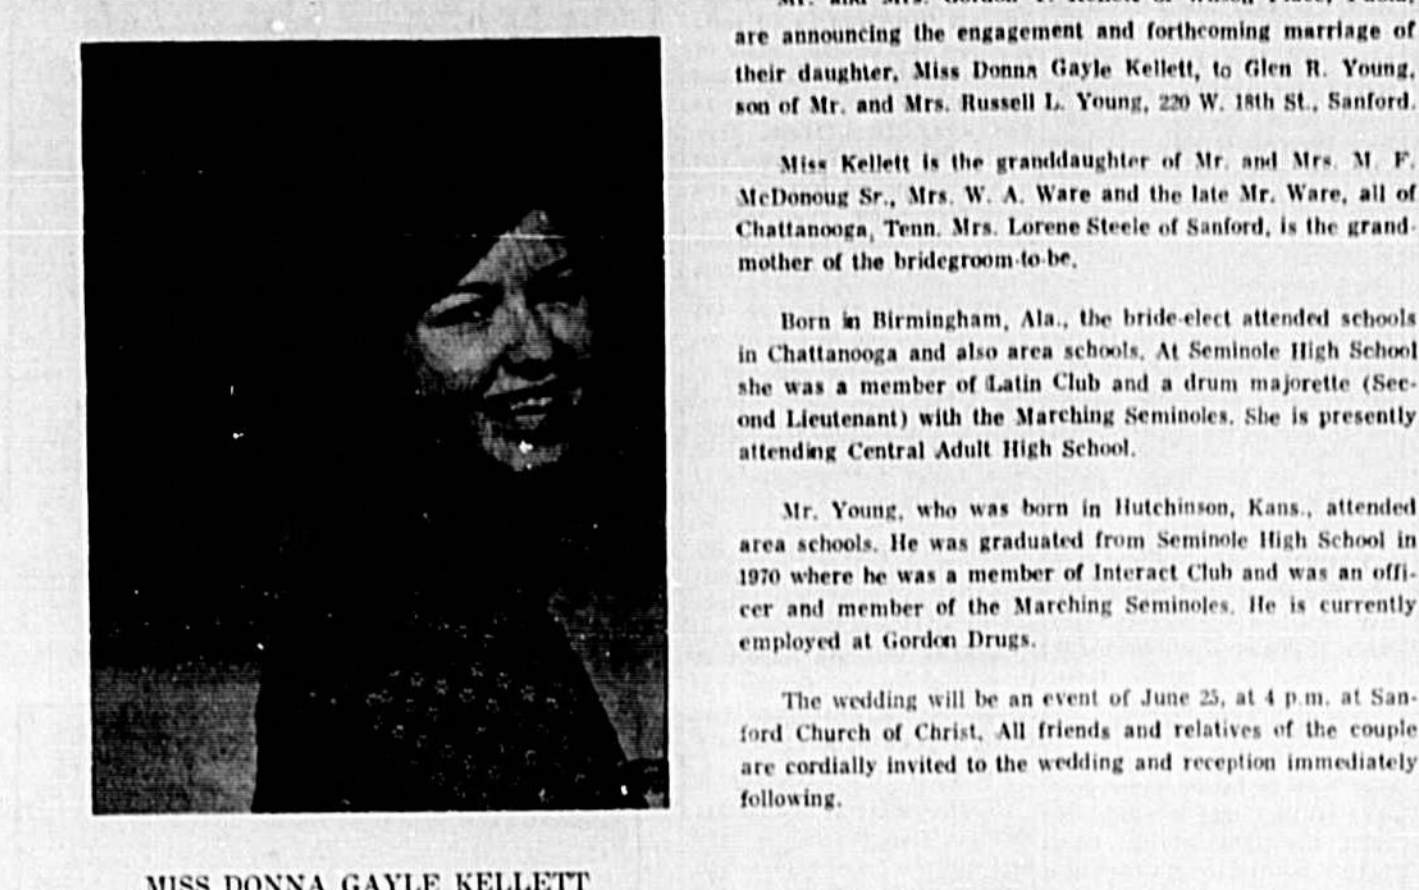 are announcing the engagement and forthcoming marriage of
their daughter, Miss Donna Gayle Kellett, to Glen R. Young,
son of Mr. and Mrs. Russell L. Young, 220 W. 18th St., Sanford.
Miss Kellett is the granddaughter of Mr. and Mrs. M. F.
McDonoug Sr., Mrs. W. A. Ware and the late Mr. Ware, all of
Chattanooga, Tenn. Mrs. Lorene Steele of Sanford, is the grand-
mother of the bridegroom-to-be.
Born in Birmingham, Ala., the bride-elect attended schools
in Chattanooga and also area schools. At Seminole High School
she was a member of Latin Club and a drum majorette (Sec-
ond Lieutenant) with the Marching Seminoles. She is presently
attending Central Adult High School.
Mr. Young, who was born in Hutchinson, Kans., attended
area schools. He was graduated from Seminole High School in
1970 where he was a member of Interact Club and was an offi-
cer and member of the Marching Seminoles. He is currently
employed at Gordon Drugs.
The wedding will be an event of June 25, at 4 p.m. at San-
ford Church of Christ. All friends and relatives of the couple
are cordially invited to the wedding and reception immediately
following.
MISS DONNA GAYLE KELLETT